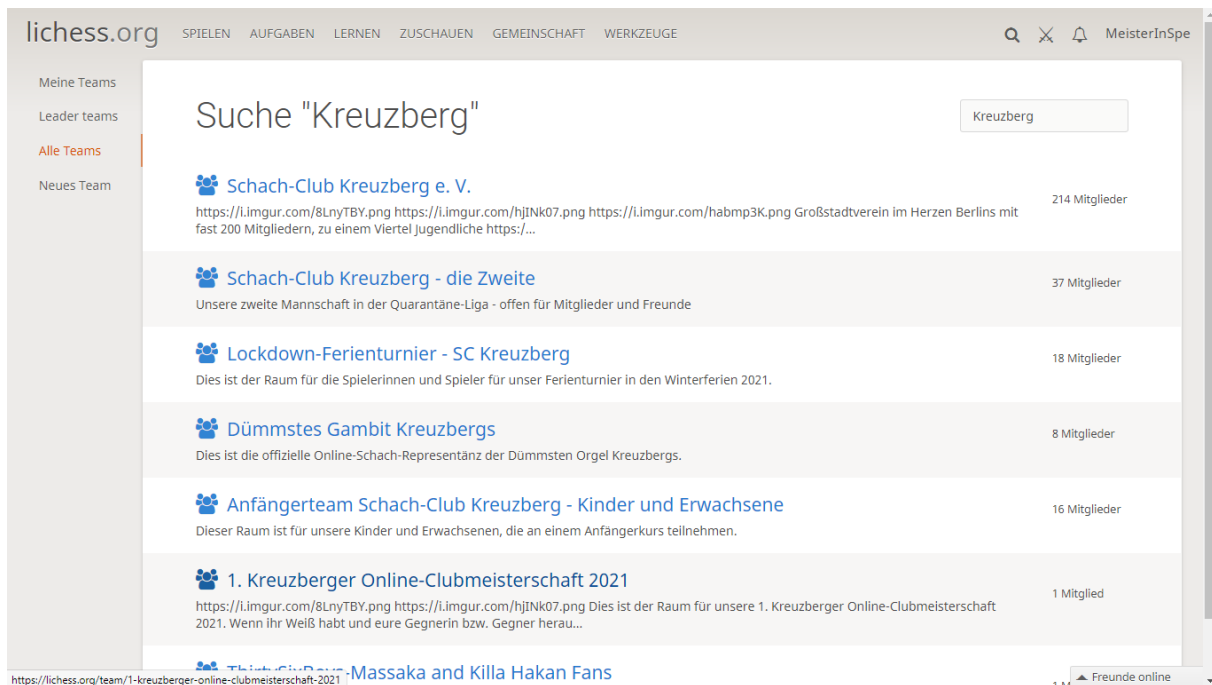 lichess.org SPIELEN AUFGABEN LERNEN ZUSCHAUEN GEMEINSCHAFT WERKZEUGE MeisterInSpe
Meine Teams
Leader teams
Alle Teams
Neues Team
Suche "Kreuzberg"
Kreuzberg
Schach-Club Kreuzberg e. V.
214 Mitglieder
https://i.imgur.com/8LnyTBY.png https://i.imgur.com/hjINk07.png https://i.imgur.com/habmp3K.png Großstadtverein im Herzen Berlins mit
fast 200 Mitgliedern, zu einem Viertel Jugendliche https:/...
Schach-Club Kreuzberg - die Zweite
37 Mitglieder
Unsere zweite Mannschaft in der Quarantäne-Liga - offen für Mitglieder und Freunde
Lockdown-Ferienturnier - SC Kreuzberg
18 Mitglieder
Dies ist der Raum für die Spielerinnen und Spieler für unser Ferienturnier in den Winterferien 2021.
Dümmstes Gambit Kreuzbergs
8 Mitglieder
Dies ist die offizielle Online-Schach-Representänz der Dümmsten Orgel Kreuzbergs.
Anfängerteam Schach-Club Kreuzberg - Kinder und Erwachsene
16 Mitglieder
Dieser Raum ist für unsere Kinder und Erwachsenen, die an einem Anfängerkurs teilnehmen.
1. Kreuzberger Online-Clubmeisterschaft 2021
1 Mitglied
https://i.imgur.com/8LnyTBY.png https://i.imgur.com/hjINk07.png Dies ist der Raum für unsere 1. Kreuzberger Online-Clubmeisterschaft
2021. Wenn ihr Weiß habt und eure Gegnerin bzw. Gegner herau...
ThirtySixBoys-Massaka and Killa Hakan Fans
https://lichess.org/team/1-kreuzberger-online-clubmeisterschaft-2021
Freunde online